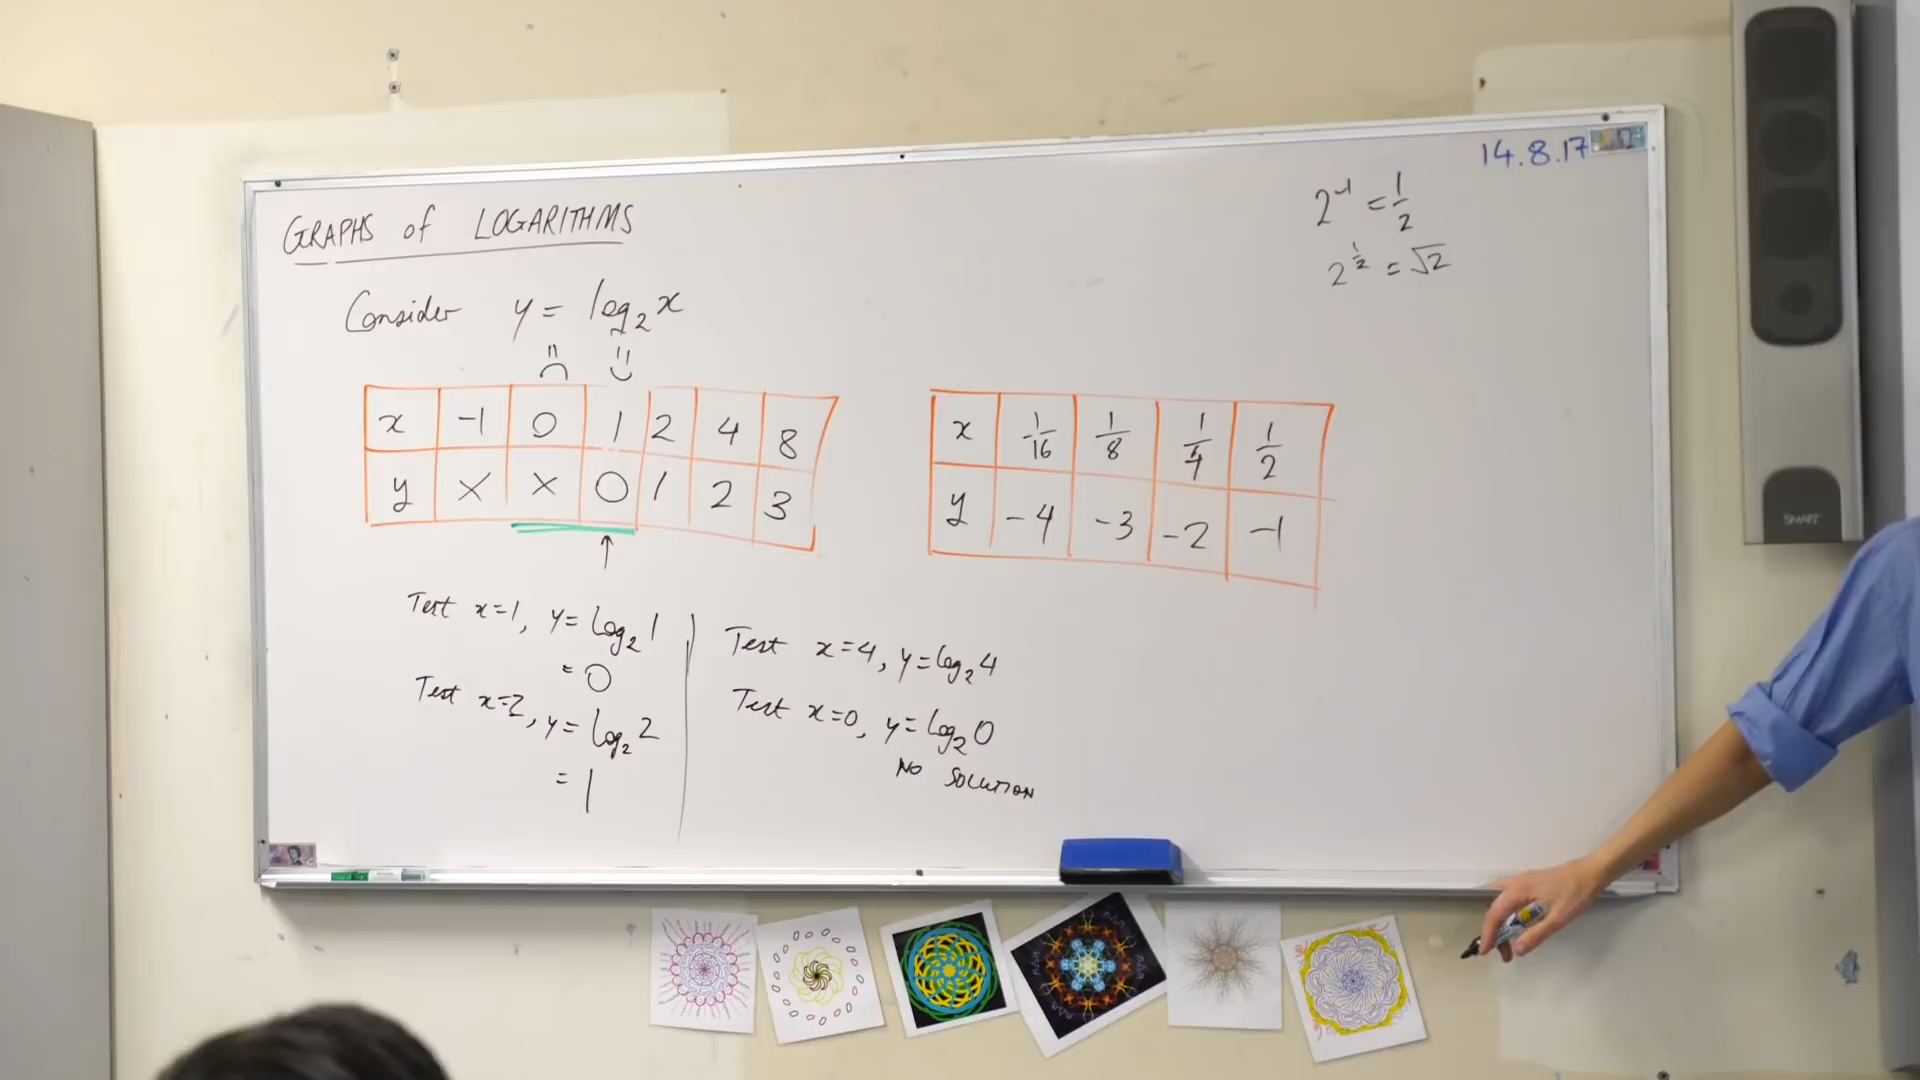 14.8.17
GRAPHS of LOGARITHMS
2⁻¹ = 1/2
2^½ = √2
Consider y = log₂x
x -1 0 1 2 4 8
y × × 0 1 2 3
x 1/16 1/8 1/4 1/2
y -4 -3 -2 -1
Test x=1, y = log₂1
= 0
Test x=2, y = log₂2
= 1
Test x=4, y=log₂4
Test x=0, y=log₂0
NO SOLUTION
SMART